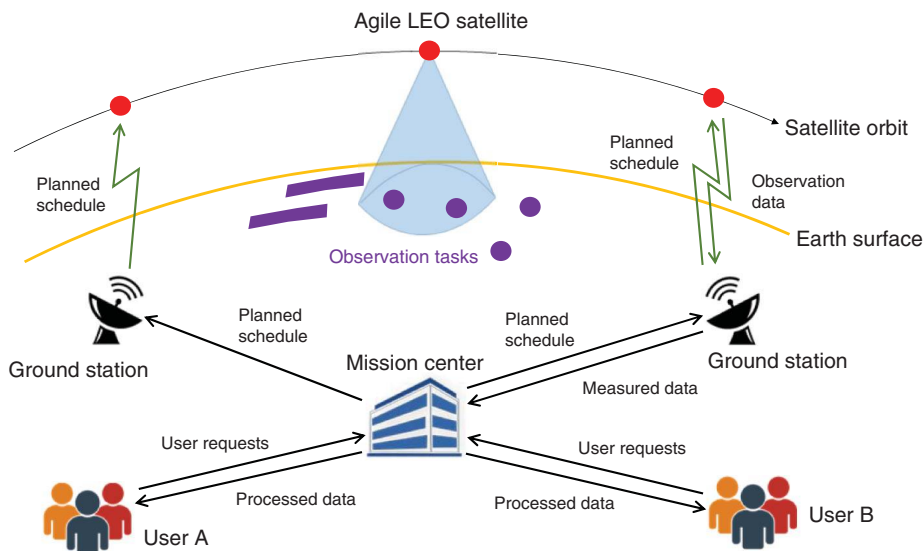 Agile LEO satellite
Satellite orbit
Planned
schedule
Planned
schedule
Observation
data
Earth surface
Observation tasks
Ground station
Planned
schedule
Planned
schedule
Ground station
Mission center
Measured data
User requests
User requests
Processed data
Processed data
User A
User B